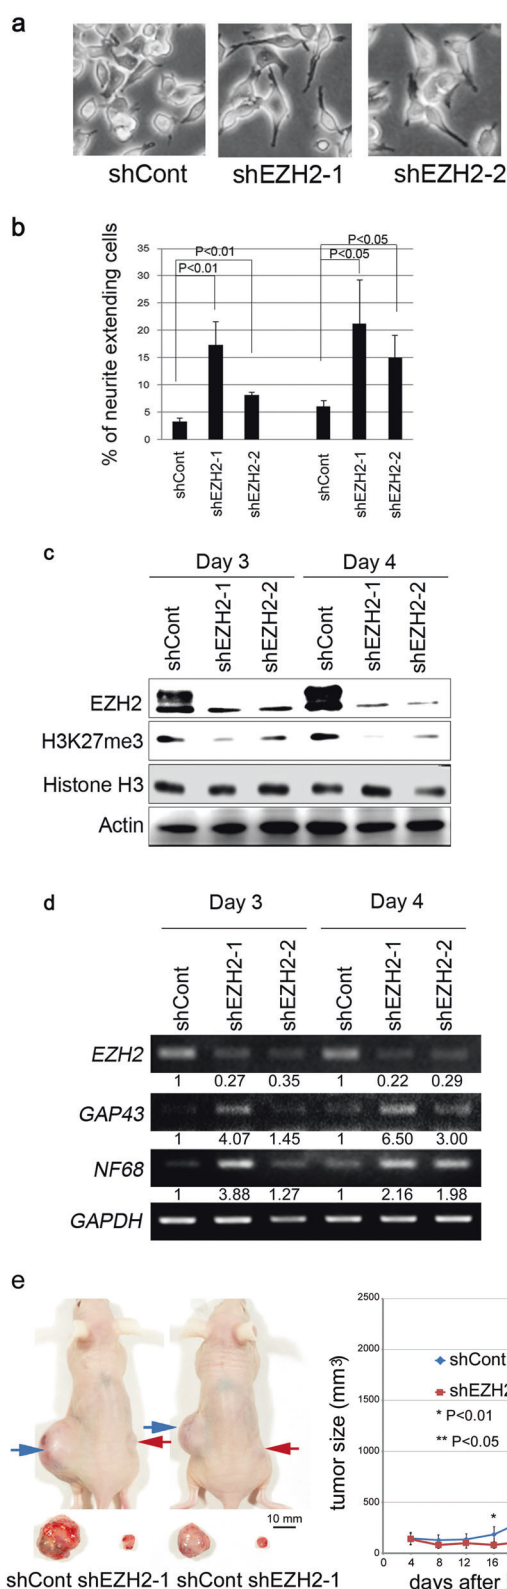 a
shCont shEZH2-1 shEZH2-2
b
% of neurite extending cells
35
30
25
20
15
10
5
0
P<0.01
P<0.01
P<0.05
P<0.05
shCont shEZH2-1 shEZH2-2 shCont shEZH2-1 shEZH2-2
c
Day 3 Day 4
shCont shEZH2-1 shEZH2-2 shCont shEZH2-1 shEZH2-2
EZH2
H3K27me3
Histone H3
Actin
d
Day 3 Day 4
shCont shEZH2-1 shEZH2-2 shCont shEZH2-1 shEZH2-2
EZH2
1 0.27 0.35 1 0.22 0.29
GAP43
1 4.07 1.45 1 6.50 3.00
NF68
1 3.88 1.27 1 2.16 1.98
GAPDH
e
10 mm
shCont shEZH2-1 shCont shEZH2-1
tumor size (mm3)
2500
2000
1500
1000
500
0
shCont
shEZH2
* P<0.01
** P<0.05
*
0 4 8 12 16 20
days after